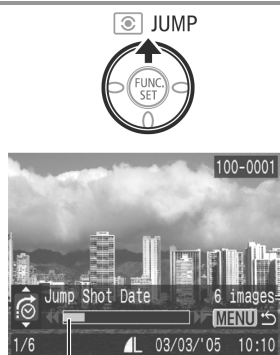 JUMP
FUNC.
SET
100-0001
Jump Shot Date 6 images
MENU
1/6 L 03/03/'05 10:10